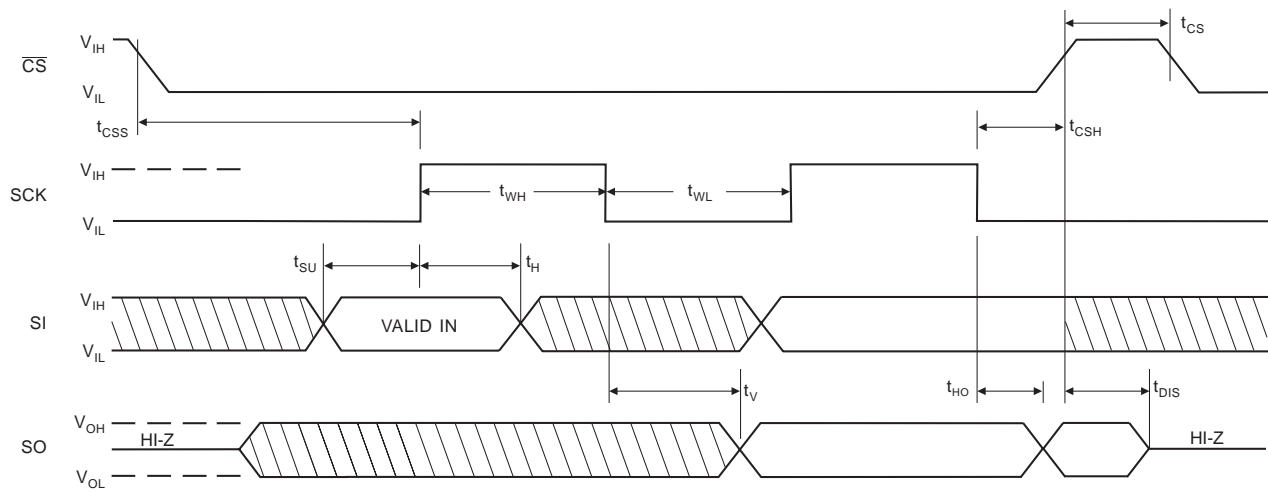 t_CS
V_IH
C̅S̅
V_IL
t_CSS
t_CSH
V_IH
SCK
t_WH
t_WL
V_IL
t_SU
t_H
V_IH
SI
VALID IN
V_IL
t_V
t_HO
t_DIS
V_OH
HI-Z
HI-Z
SO
V_OL